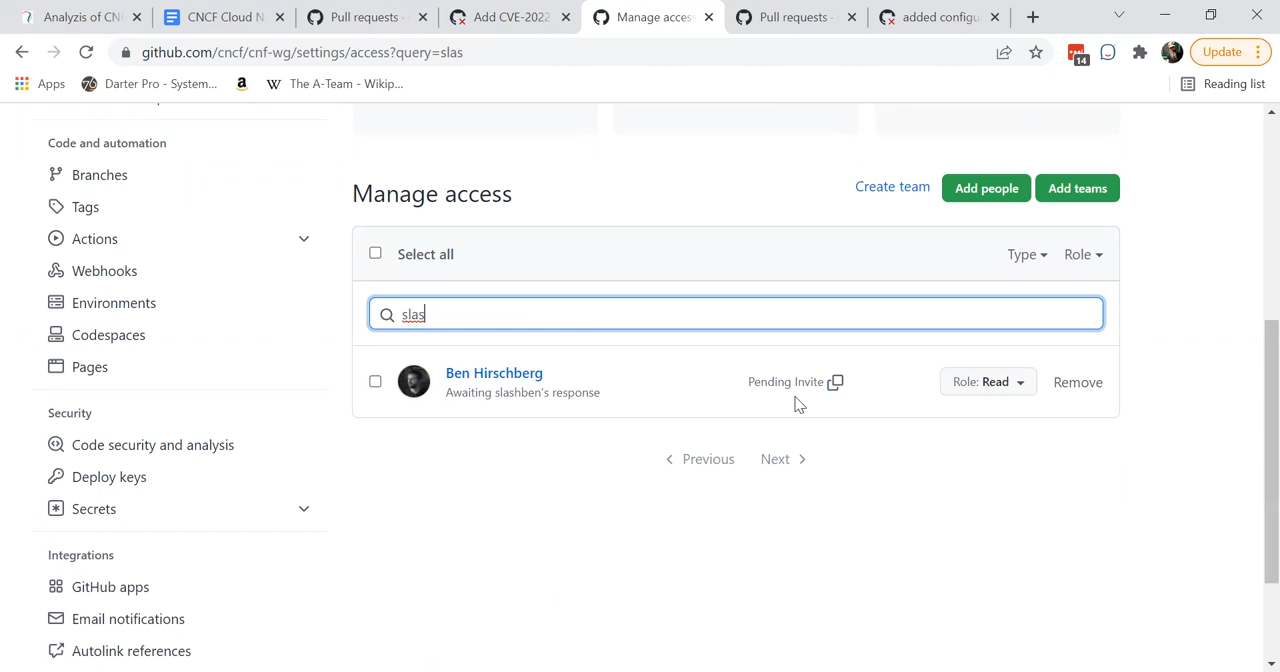 Analyzis of CN
CNCF Cloud N
Pull requests -
Add CVE-2022
Manage acces
Pull requests -
added configu
github.com/cncf/cnf-wg/settings/access?query=slas
14
Update
Apps
Darter Pro - System...
The A-Team - Wikip...
Reading list
Code and automation
Branches
Tags
Actions
Webhooks
Environments
Codespaces
Pages
Security
Code security and analysis
Deploy keys
Secrets
Integrations
GitHub apps
Email notifications
Autolink references
Manage access
Create team
Add people
Add teams
Select all
Type
Role
slas
Ben Hirschberg
Awaiting slashben's response
Pending Invite
Role: Read
Remove
Previous
Next